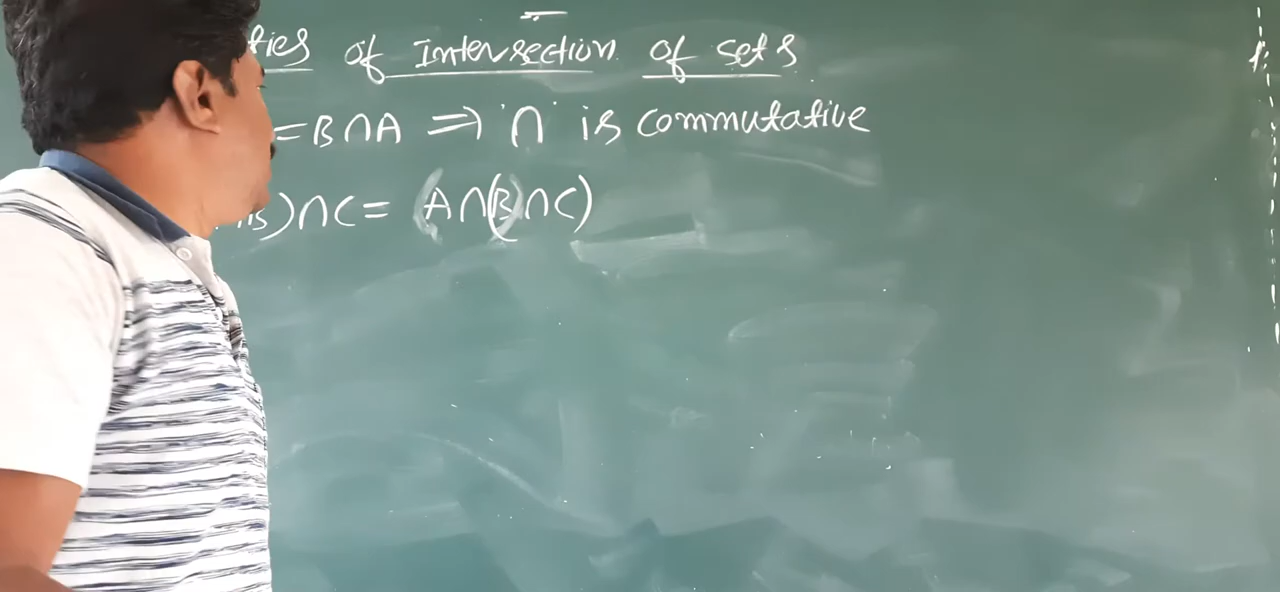 ties of Intersection of sets
= B∩A ⇒ '∩' is commutative
B)∩C = (A∩(B)∩C)